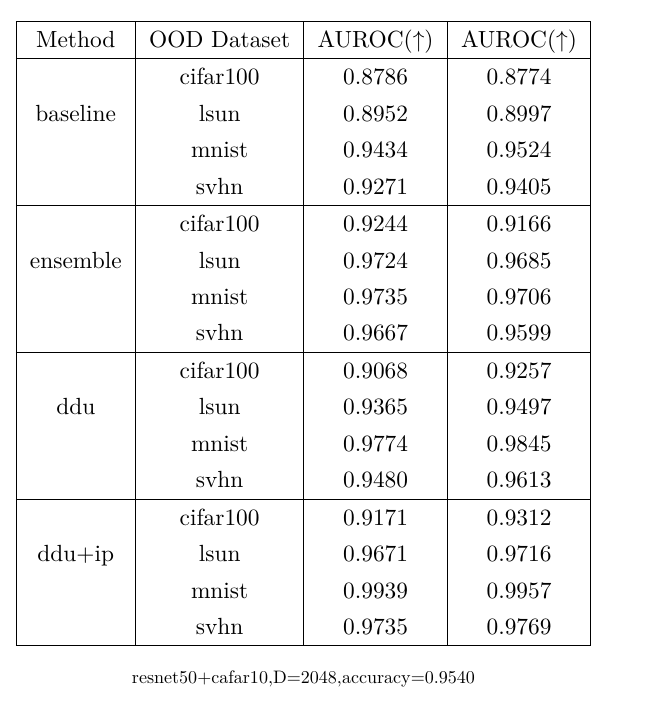 Method OOD Dataset AUROC(↑) AUROC(↑)
cifar100 0.8786 0.8774
baseline lsun 0.8952 0.8997
mnist 0.9434 0.9524
svhn 0.9271 0.9405
cifar100 0.9244 0.9166
ensemble lsun 0.9724 0.9685
mnist 0.9735 0.9706
svhn 0.9667 0.9599
cifar100 0.9068 0.9257
ddu lsun 0.9365 0.9497
mnist 0.9774 0.9845
svhn 0.9480 0.9613
cifar100 0.9171 0.9312
ddu+ip lsun 0.9671 0.9716
mnist 0.9939 0.9957
svhn 0.9735 0.9769
resnet50+cafar10,D=2048,accuracy=0.9540